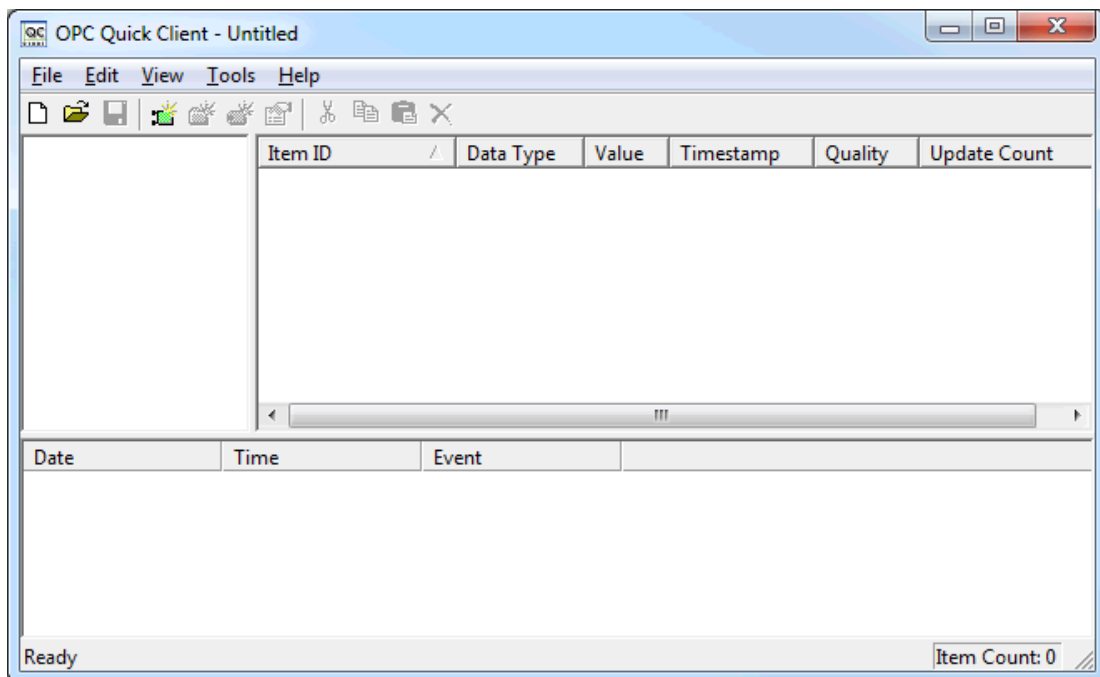 QC OPC Quick Client - Untitled
File Edit View Tools Help
Item ID Data Type Value Timestamp Quality Update Count
Date Time Event
Ready Item Count: 0